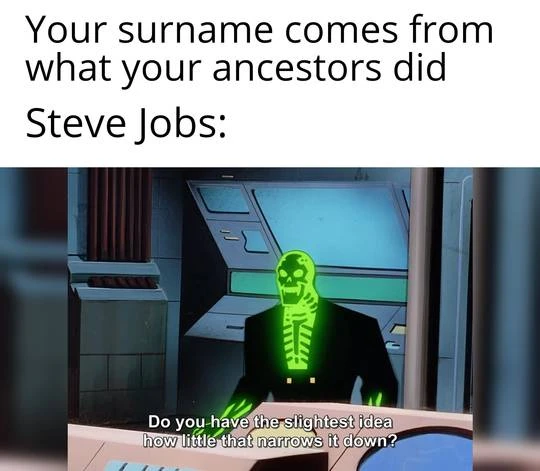 Your surname comes from
what your ancestors did
Steve Jobs:
Do you have the slightest idea
how little that narrows it down?